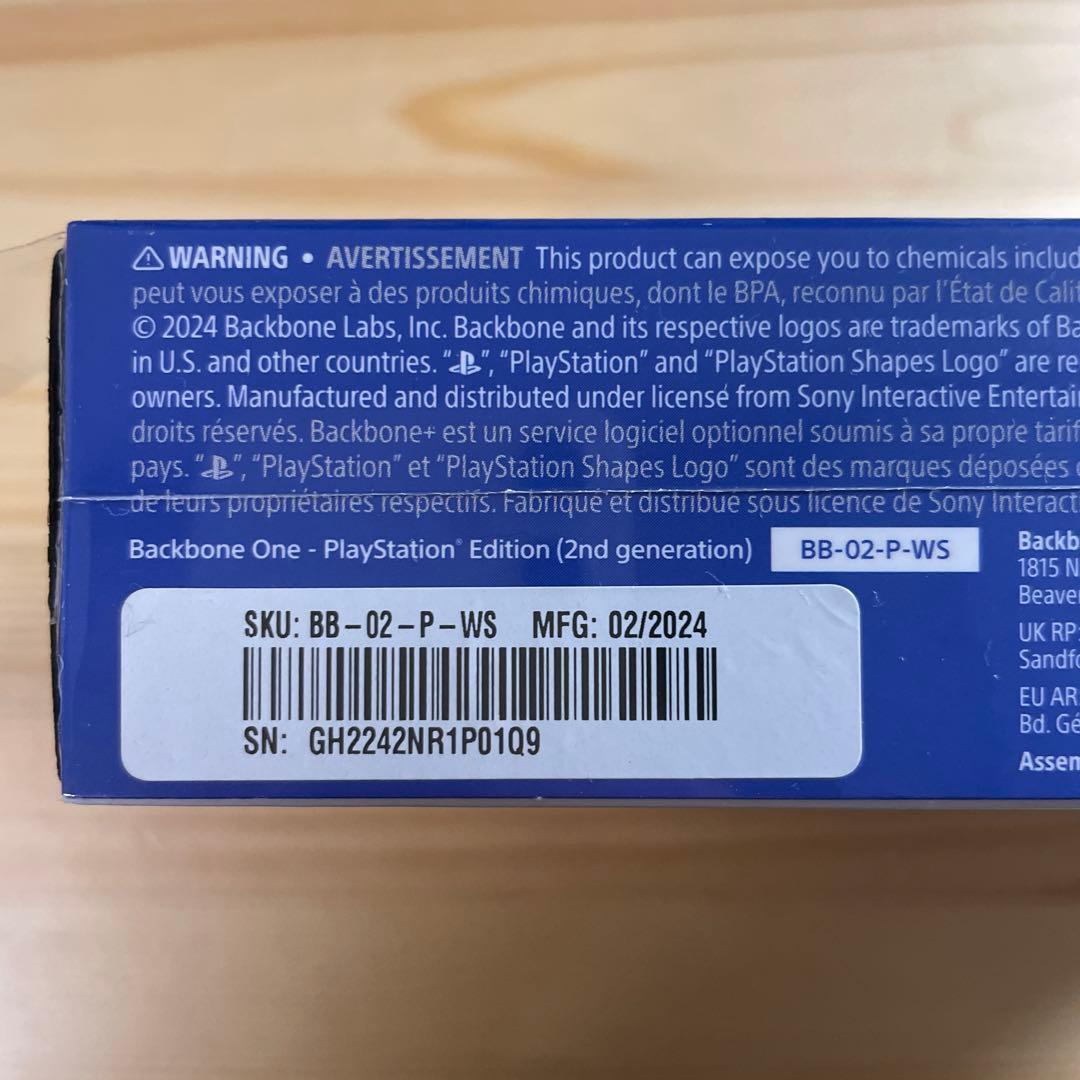 ⚠ WARNING • AVERTISSEMENT This product can expose you to chemicals includ
peut vous exposer à des produits chimiques, dont le BPA, reconnu par l'État de Calif
© 2024 Backbone Labs, Inc. Backbone and its respective logos are trademarks of Ba
in U.S. and other countries. “ ”, “PlayStation” and “PlayStation Shapes Logo” are re
owners. Manufactured and distributed under license from Sony Interactive Entertai
droits réservés. Backbone+ est un service logiciel optionnel soumis à sa propre tarif
pays. “ ”, “PlayStation” et “PlayStation Shapes Logo” sont des marques déposées
de leurs propriétaires respectifs. Fabriqué et distribué sous licence de Sony Interact
Backbone One - PlayStation® Edition (2nd generation) BB-02-P-WS
SKU: BB-02-P-WS MFG: 02/2024
SN: GH2242NR1P01Q9
Backb
1815 N
Beaver
UK RP:
Sandfo
EU AR
Bd. Gé
Assem